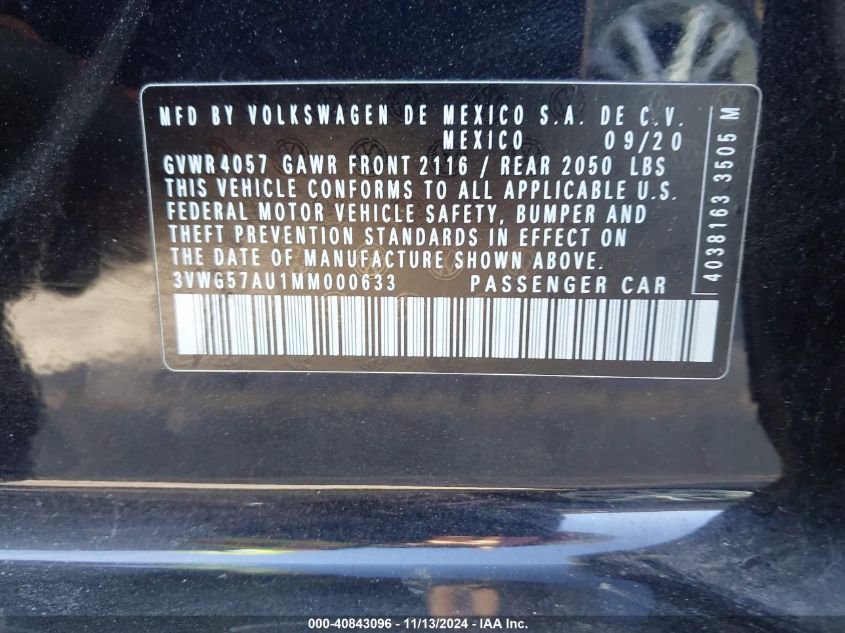 MFD BY VOLKSWAGEN DE MEXICO S.A. DE C.V.
MEXICO 09/20
GVWR4057 GAWR FRONT 2116 / REAR 2050 LBS
THIS VEHICLE CONFORMS TO ALL APPLICABLE U.S.
FEDERAL MOTOR VEHICLE SAFETY, BUMPER AND
THEFT PREVENTION STANDARDS IN EFFECT ON
THE DATE OF MANUFACTURE SHOWN ABOVE.
3VWG57AU1MM000633 PASSENGER CAR
4038163 3505 M
000-40843096 - 11/13/2024 - IAA Inc.